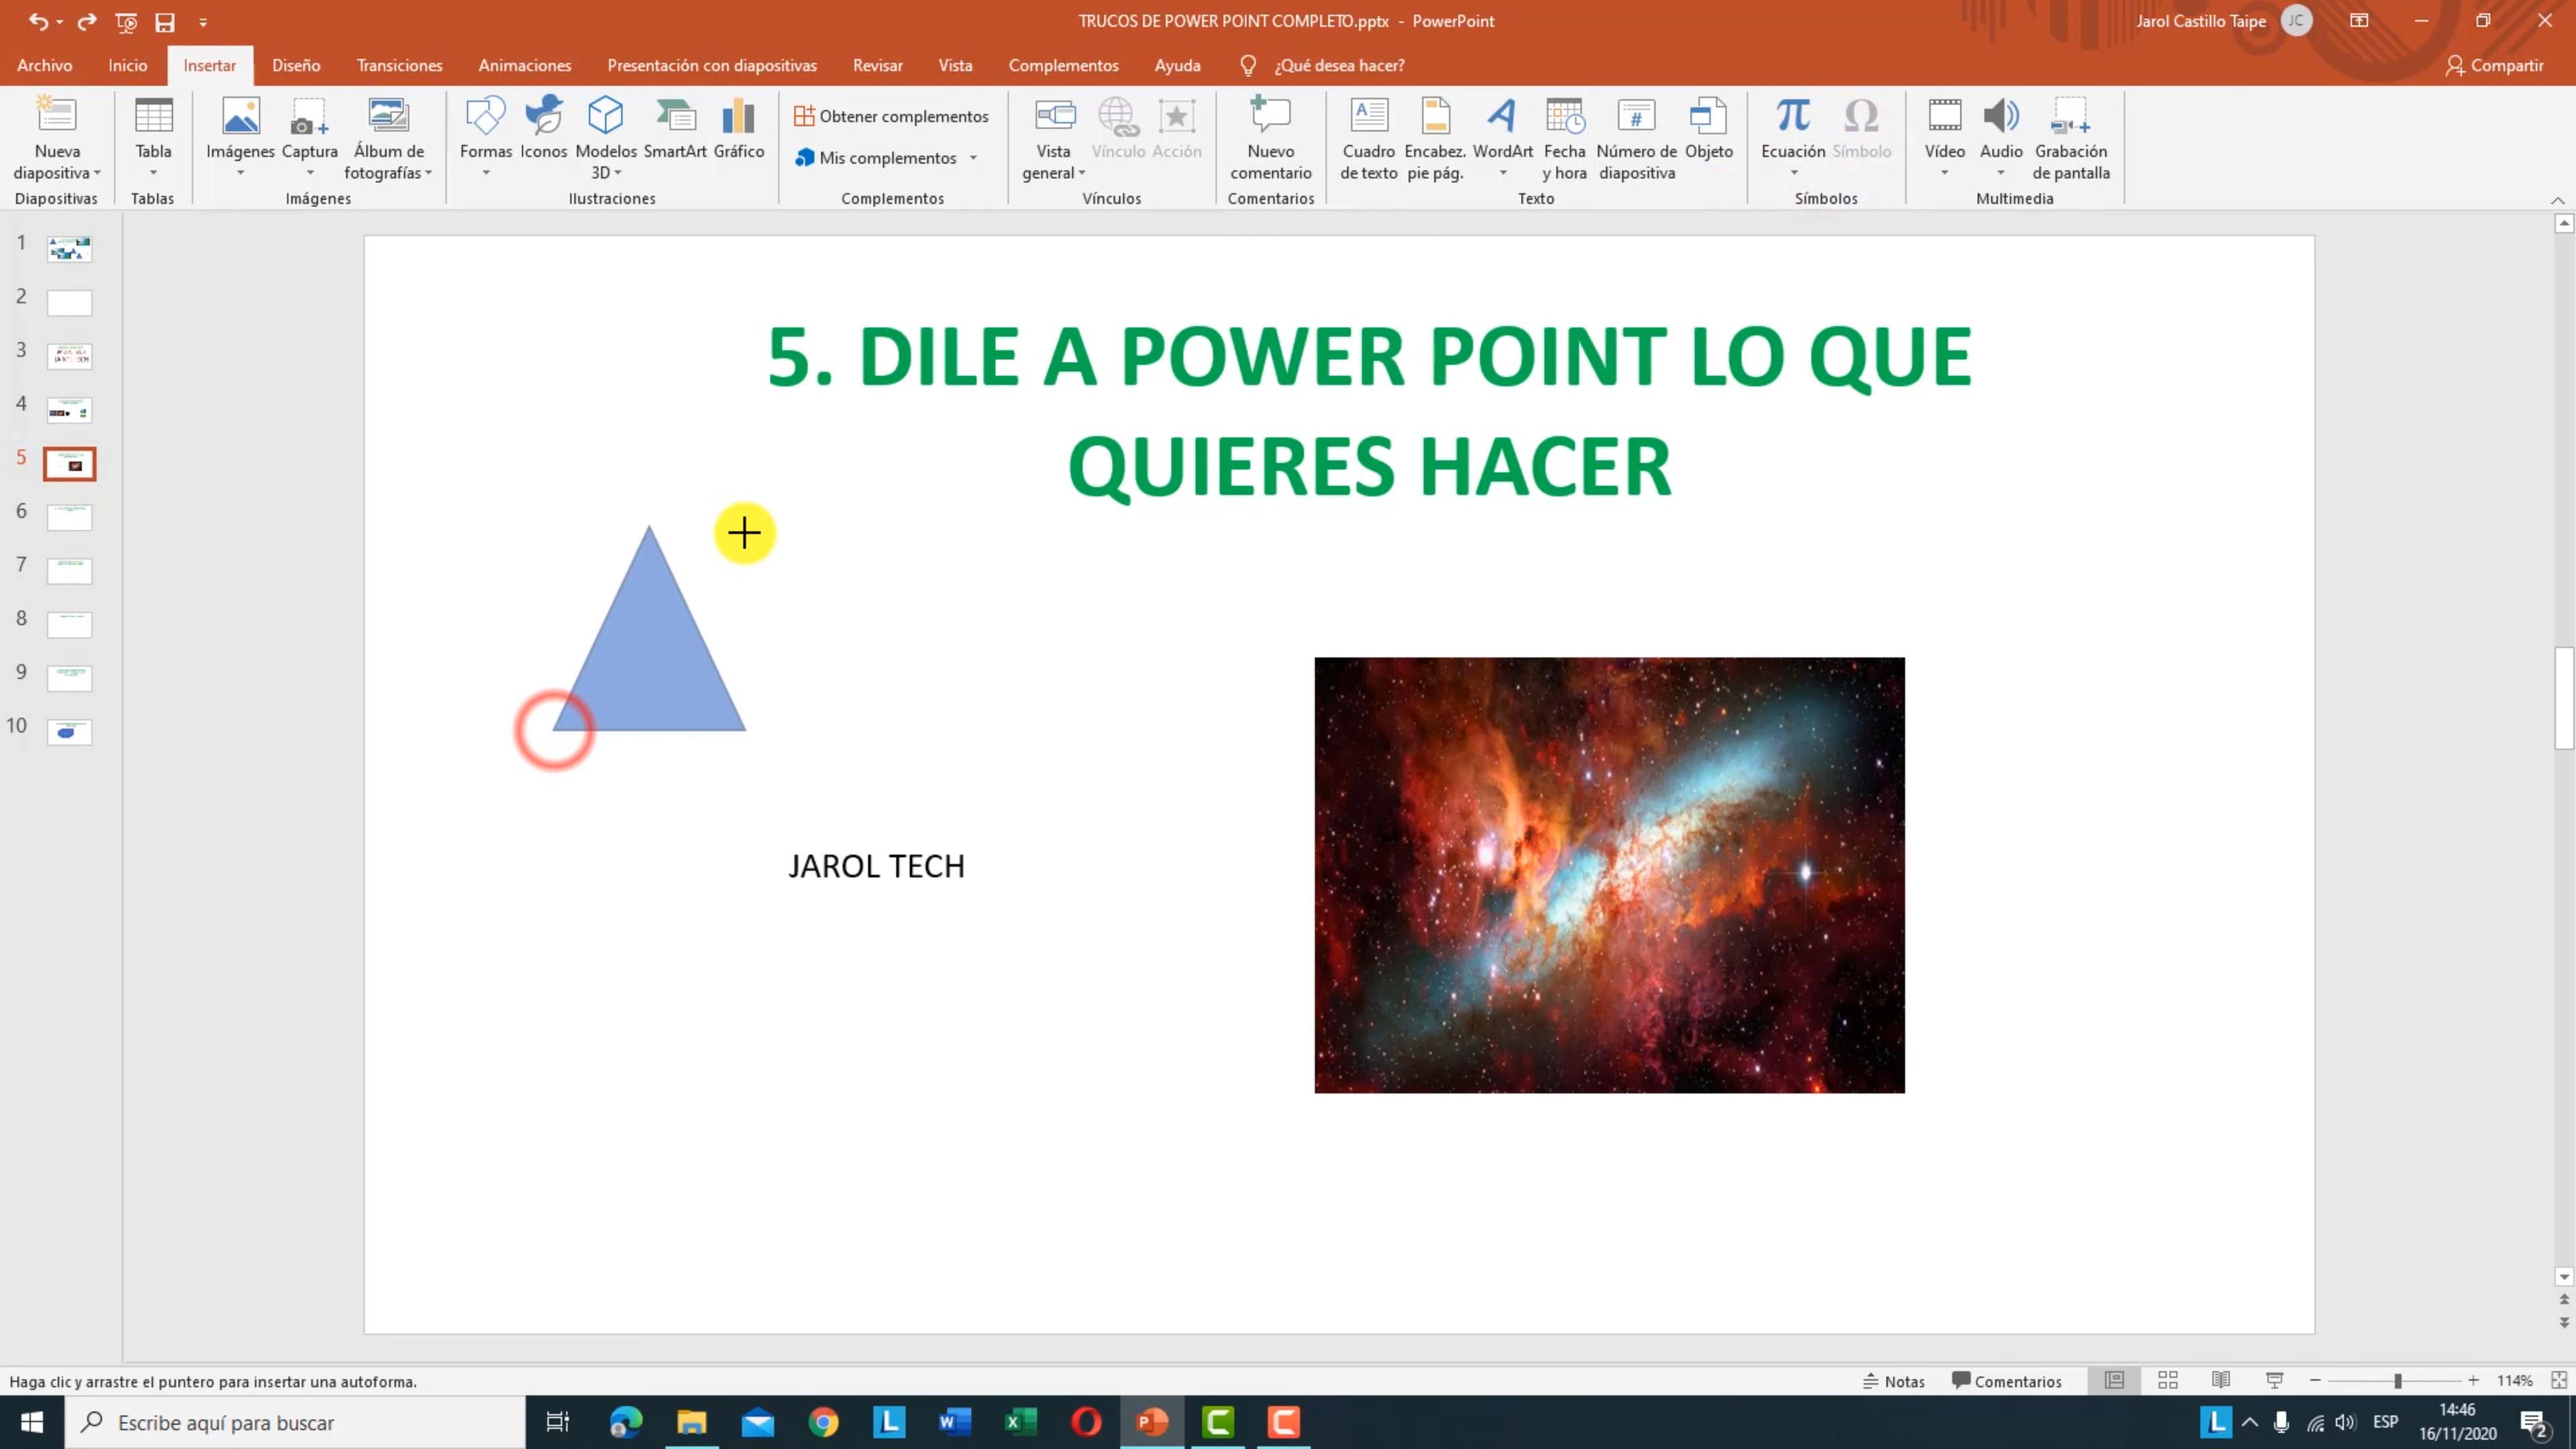 TRUCOS DE POWER POINT COMPLETO.pptx - PowerPoint
Jarol Castillo Taipe
JC
Archivo
Inicio
Insertar
Diseño
Transiciones
Animaciones
Presentación con diapositivas
Revisar
Vista
Complementos
Ayuda
¿Qué desea hacer?
Compartir
Nueva
diapositiva
Tabla
Imágenes
Captura
Álbum de
fotografías
Formas
Iconos
Modelos
3D
SmartArt
Gráfico
Obtener complementos
Mis complementos
Vista
general
Vínculo
Acción
Nuevo
comentario
Cuadro
de texto
Encabez.
pie pág.
WordArt
Fecha
y hora
Número de
diapositiva
Objeto
Ecuación
Símbolo
Vídeo
Audio
Grabación
de pantalla
Diapositivas
Tablas
Imágenes
Ilustraciones
Complementos
Vínculos
Comentarios
Texto
Símbolos
Multimedia
1
2
3
4
5
6
7
8
9
10
5. DILE A POWER POINT LO QUE
QUIERES HACER
JAROL TECH
Haga clic y arrastre el puntero para insertar una autoforma.
Notas
Comentarios
114%
Escribe aquí para buscar
ESP
14:46
16/11/2020
2